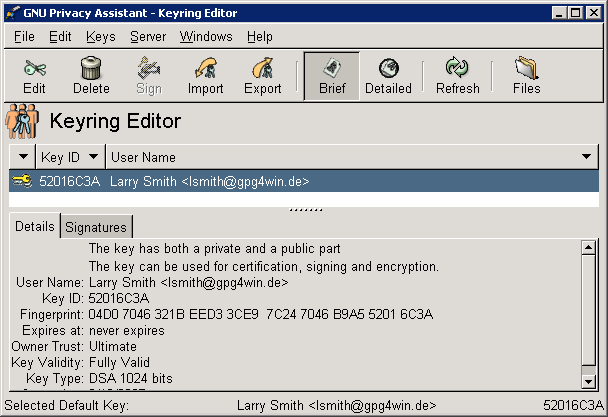 GNU Privacy Assistant - Keyring Editor
File Edit Keys Server Windows Help
Edit Delete Sign Import Export Brief Detailed Refresh Files
Keyring Editor
Key ID User Name
52016C3A Larry Smith <lsmith@gpg4win.de>
Details Signatures
The key has both a private and a public part
The key can be used for certification, signing and encryption.
User Name: Larry Smith <lsmith@gpg4win.de>
Key ID: 52016C3A
Fingerprint: 04D0 7046 321B EED3 3CE9 7C24 7046 B9A5 5201 6C3A
Expires at: never expires
Owner Trust: Ultimate
Key Validity: Fully Valid
Key Type: DSA 1024 bits
Selected Default Key: Larry Smith <lsmith@gpg4win.de> 52016C3A